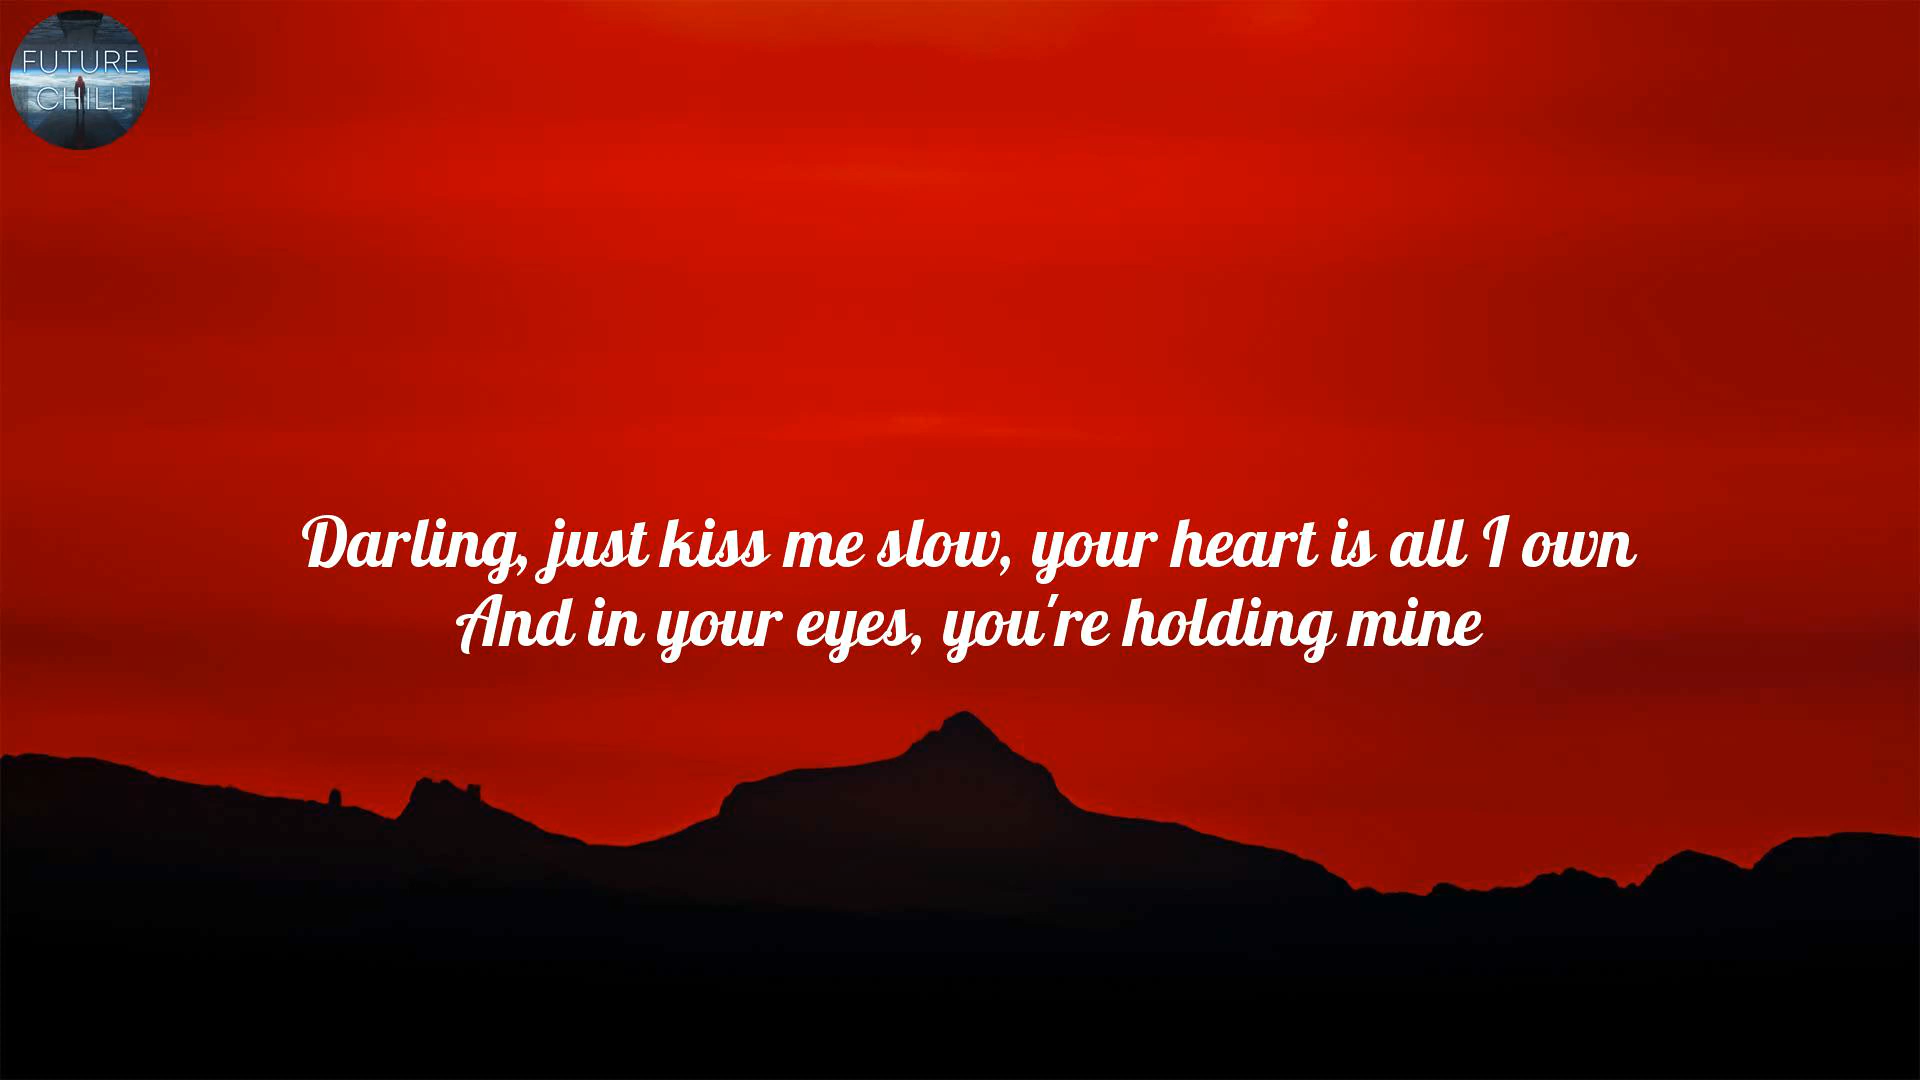 FUTURE
CHILL
Darling, just kiss me slow, your heart is all I own
And in your eyes, you're holding mine